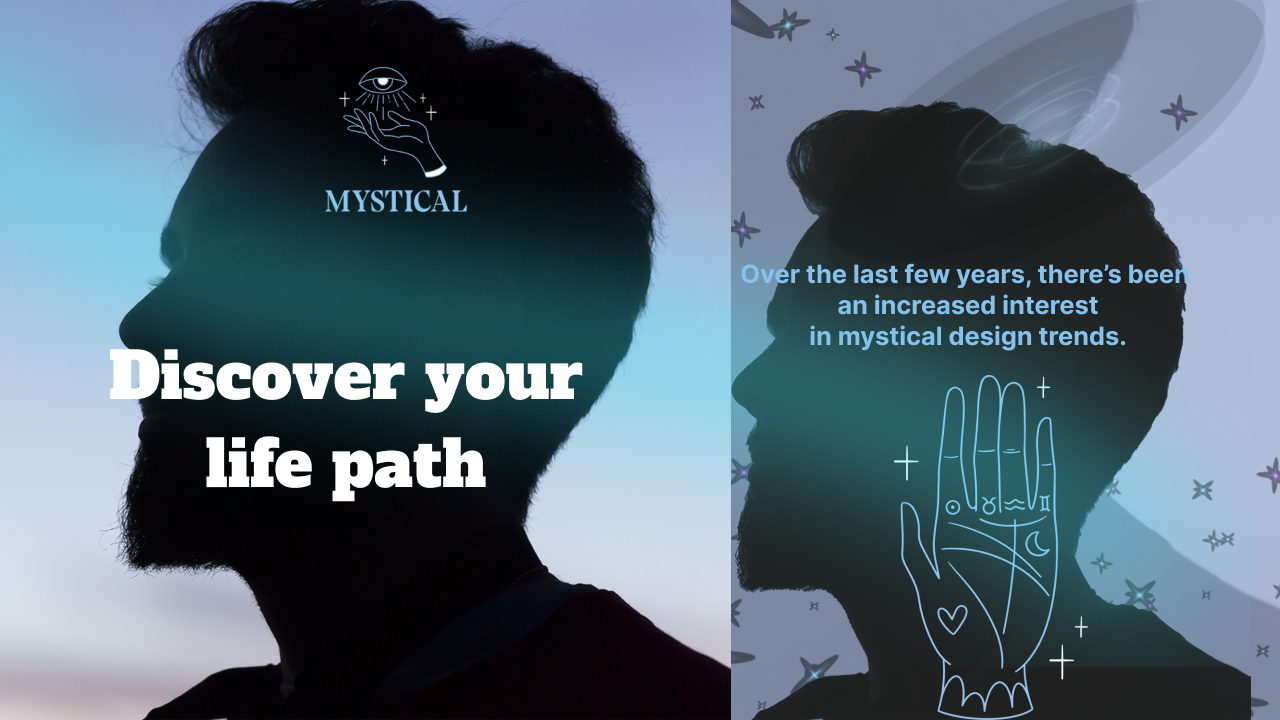 MYSTICAL
Discover your
life path
Over the last few years, there’s been
an increased interest
in mystical design trends.